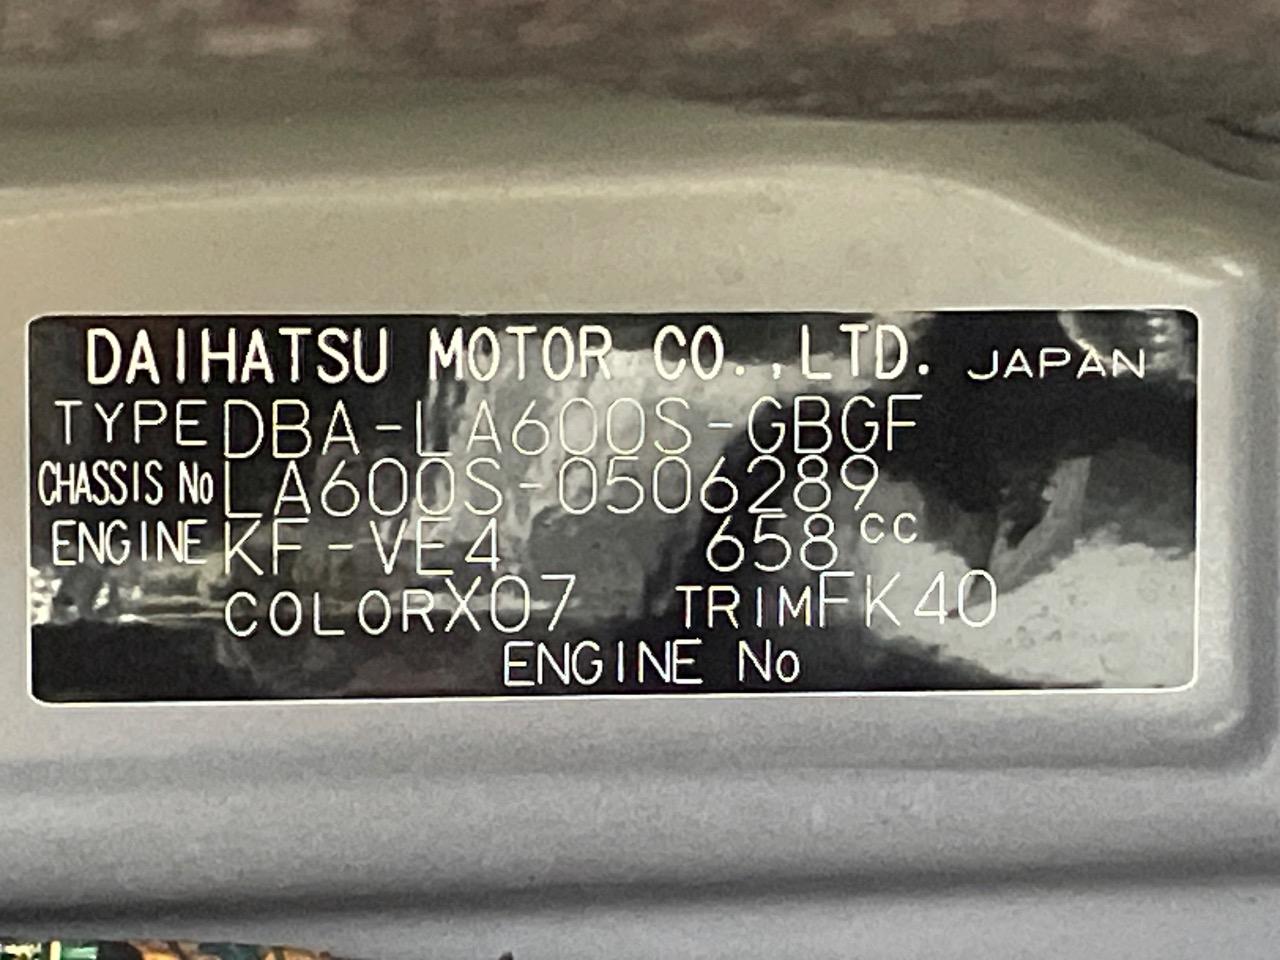 DAIHATSU MOTOR CO.,LTD. JAPAN
TYPE DBA-LA600S-GBGF
CHASSIS No LA600S-0506289
ENGINE KF-VE4 658cc
COLOR X07 TRIM FK40
ENGINE No